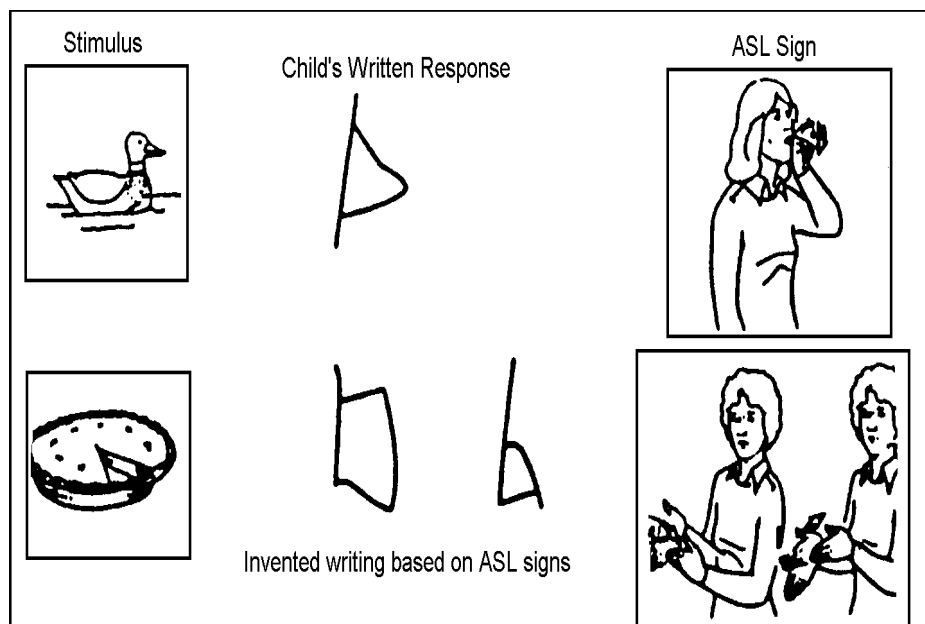 Stimulus
Child's Written Response
ASL Sign
Invented writing based on ASL signs